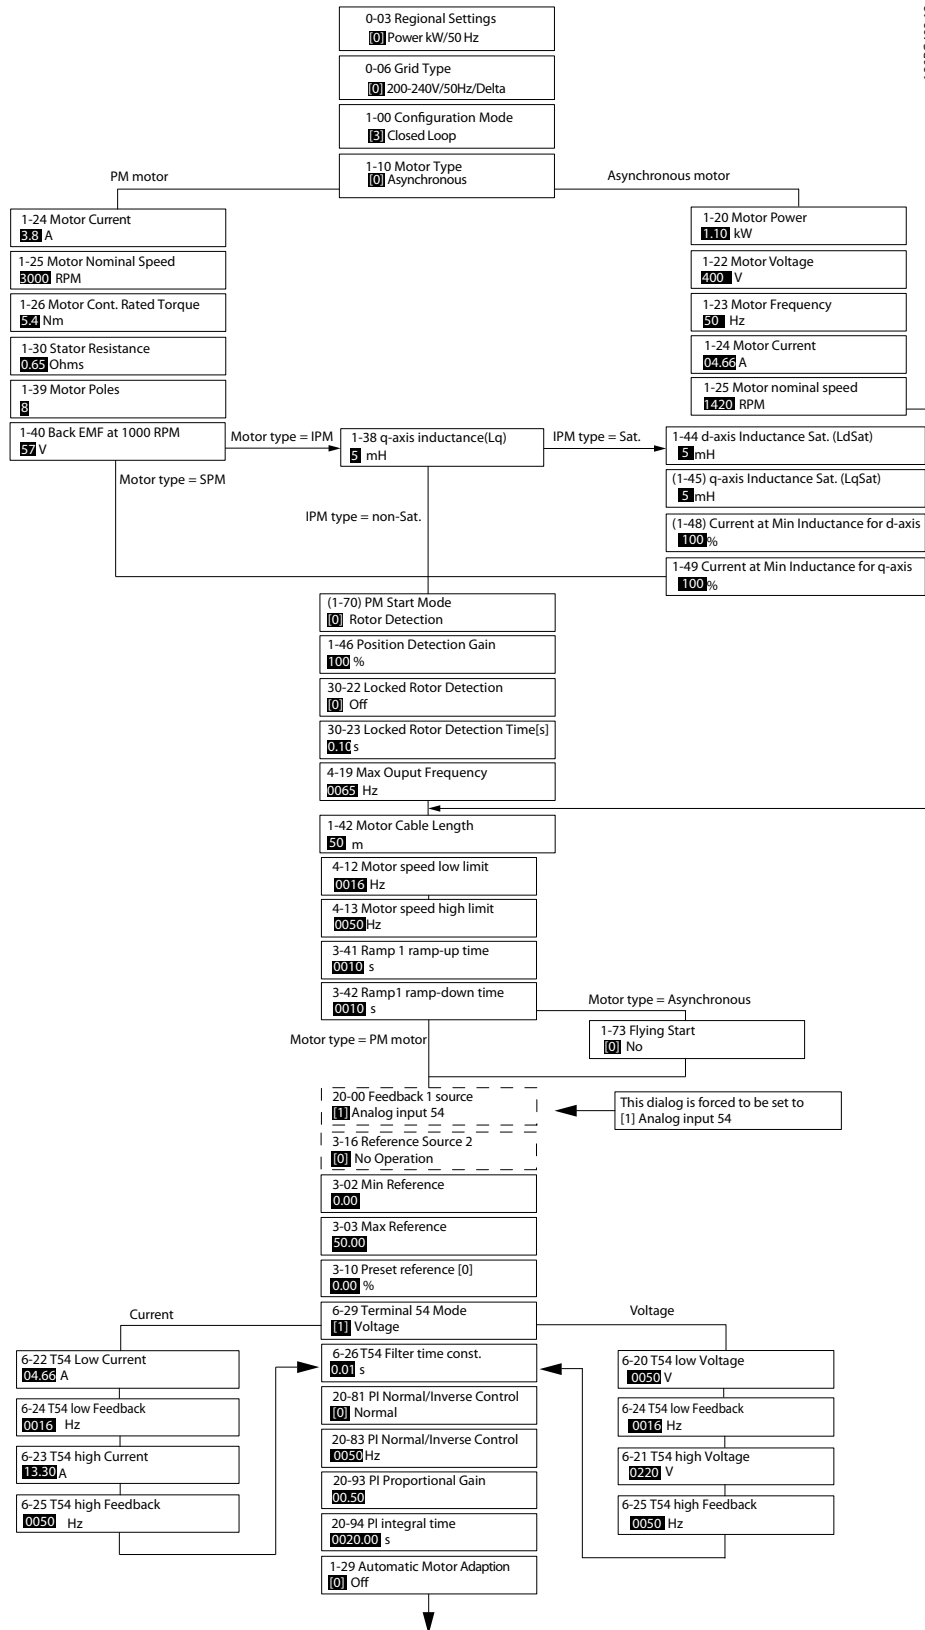 0-03 Regional Settings
[0] Power kW/50 Hz
0-06 Grid Type
[0] 200-240V/50Hz/Delta
1-00 Configuration Mode
[3] Closed Loop
1-10 Motor Type
[0] Asynchronous
PM motor
Asynchronous motor
1-24 Motor Current
3.8 A
1-25 Motor Nominal Speed
3000 RPM
1-26 Motor Cont. Rated Torque
5.4 Nm
1-30 Stator Resistance
0.65 Ohms
1-39 Motor Poles
8
1-40 Back EMF at 1000 RPM
57 V
1-20 Motor Power
1.10 kW
1-22 Motor Voltage
400 V
1-23 Motor Frequency
50 Hz
1-24 Motor Current
04.66 A
1-25 Motor nominal speed
1420 RPM
Motor type = IPM
1-38 q-axis inductance(Lq)
5 mH
IPM type = Sat.
1-44 d-axis Inductance Sat. (LdSat)
5 mH
(1-45) q-axis Inductance Sat. (LqSat)
5 mH
(1-48) Current at Min Inductance for d-axis
100 %
1-49 Current at Min Inductance for q-axis
100 %
Motor type = SPM
IPM type = non-Sat.
(1-70) PM Start Mode
[0] Rotor Detection
1-46 Position Detection Gain
100 %
30-22 Locked Rotor Detection
[0] Off
30-23 Locked Rotor Detection Time[s]
0.10 s
4-19 Max Ouput Frequency
0065 Hz
1-42 Motor Cable Length
50 m
4-12 Motor speed low limit
0016 Hz
4-13 Motor speed high limit
0050 Hz
3-41 Ramp 1 ramp-up time
0010 s
3-42 Ramp1 ramp-down time
0010 s
Motor type = Asynchronous
1-73 Flying Start
[0] No
Motor type = PM motor
20-00 Feedback 1 source
[1] Analog input 54
This dialog is forced to be set to
[1] Analog input 54
3-16 Reference Source 2
[0] No Operation
3-02 Min Reference
0.00
3-03 Max Reference
50.00
3-10 Preset reference [0]
0.00 %
6-29 Terminal 54 Mode
[1] Voltage
Current
Voltage
6-22 T54 Low Current
04.66 A
6-24 T54 low Feedback
0016 Hz
6-23 T54 high Current
13.30 A
6-25 T54 high Feedback
0050 Hz
6-26 T54 Filter time const.
0.01 s
20-81 PI Normal/Inverse Control
[0] Normal
20-83 PI Normal/Inverse Control
0050 Hz
20-93 PI Proportional Gain
00.50
20-94 PI integral time
0020.00 s
1-29 Automatic Motor Adaption
[0] Off
6-20 T54 low Voltage
0050 V
6-24 T54 low Feedback
0016 Hz
6-21 T54 high Voltage
0220 V
6-25 T54 high Feedback
0050 Hz